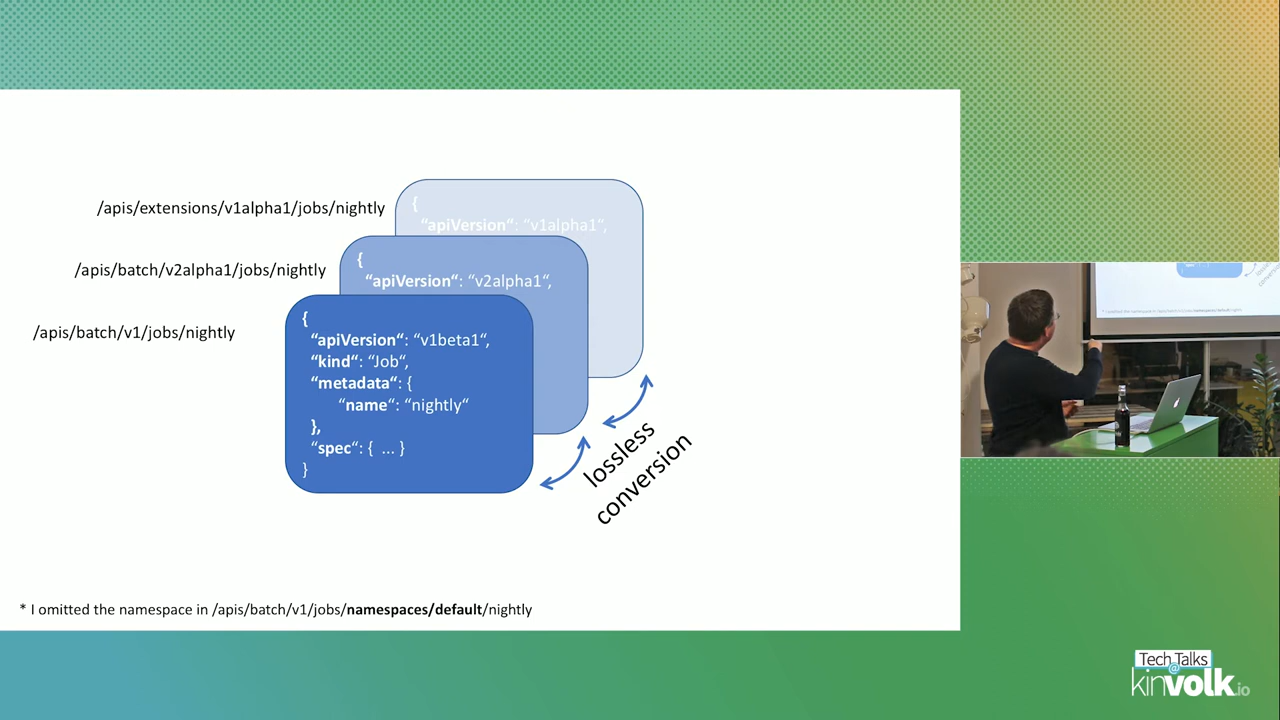 /apis/extensions/v1alpha1/jobs/nightly
{
“apiVersion“: “v1alpha1“,
/apis/batch/v2alpha1/jobs/nightly
{
“apiVersion“: “v2alpha1“,
/apis/batch/v1/jobs/nightly
{
“apiVersion“: “v1beta1“,
“kind“: “Job“,
“metadata“: {
“name“: “nightly“
},
“spec“: { ... }
}
lossless
conversion
* I omitted the namespace in /apis/batch/v1/jobs/namespaces/default/nightly
Tech Talks
@
kinvolk.io